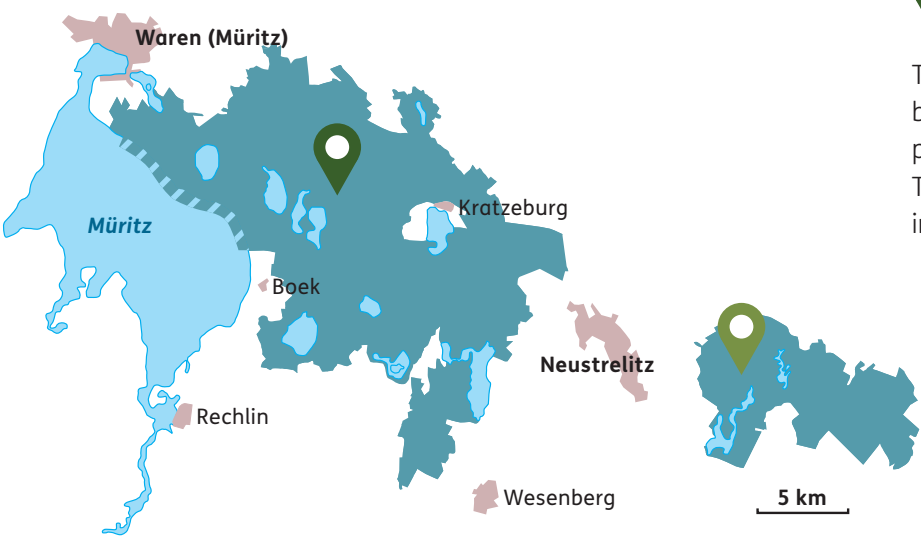 Waren (Müritz)
Müritz
Kratzeburg
Boek
Neustrelitz
Rechlin
Wesenberg
5 km